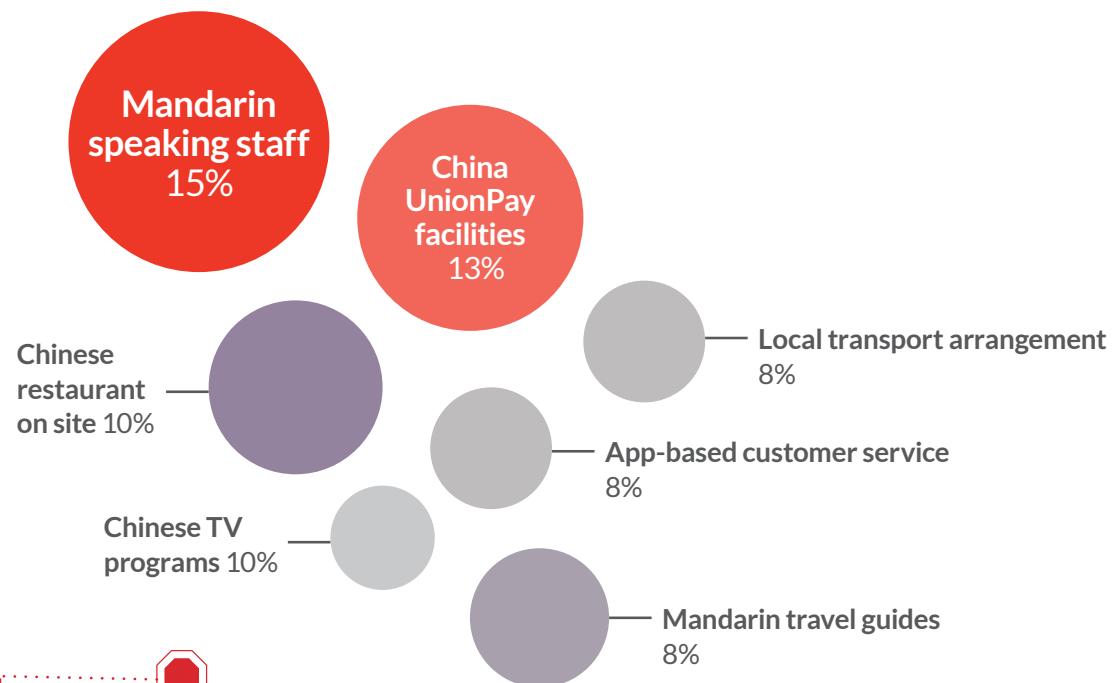 Mandarin
speaking staff
15%
China
UnionPay
facilities
13%
Local transport arrangement
8%
Chinese
restaurant
on site 10%
App-based customer service
8%
Chinese TV
programs 10%
Mandarin travel guides
8%